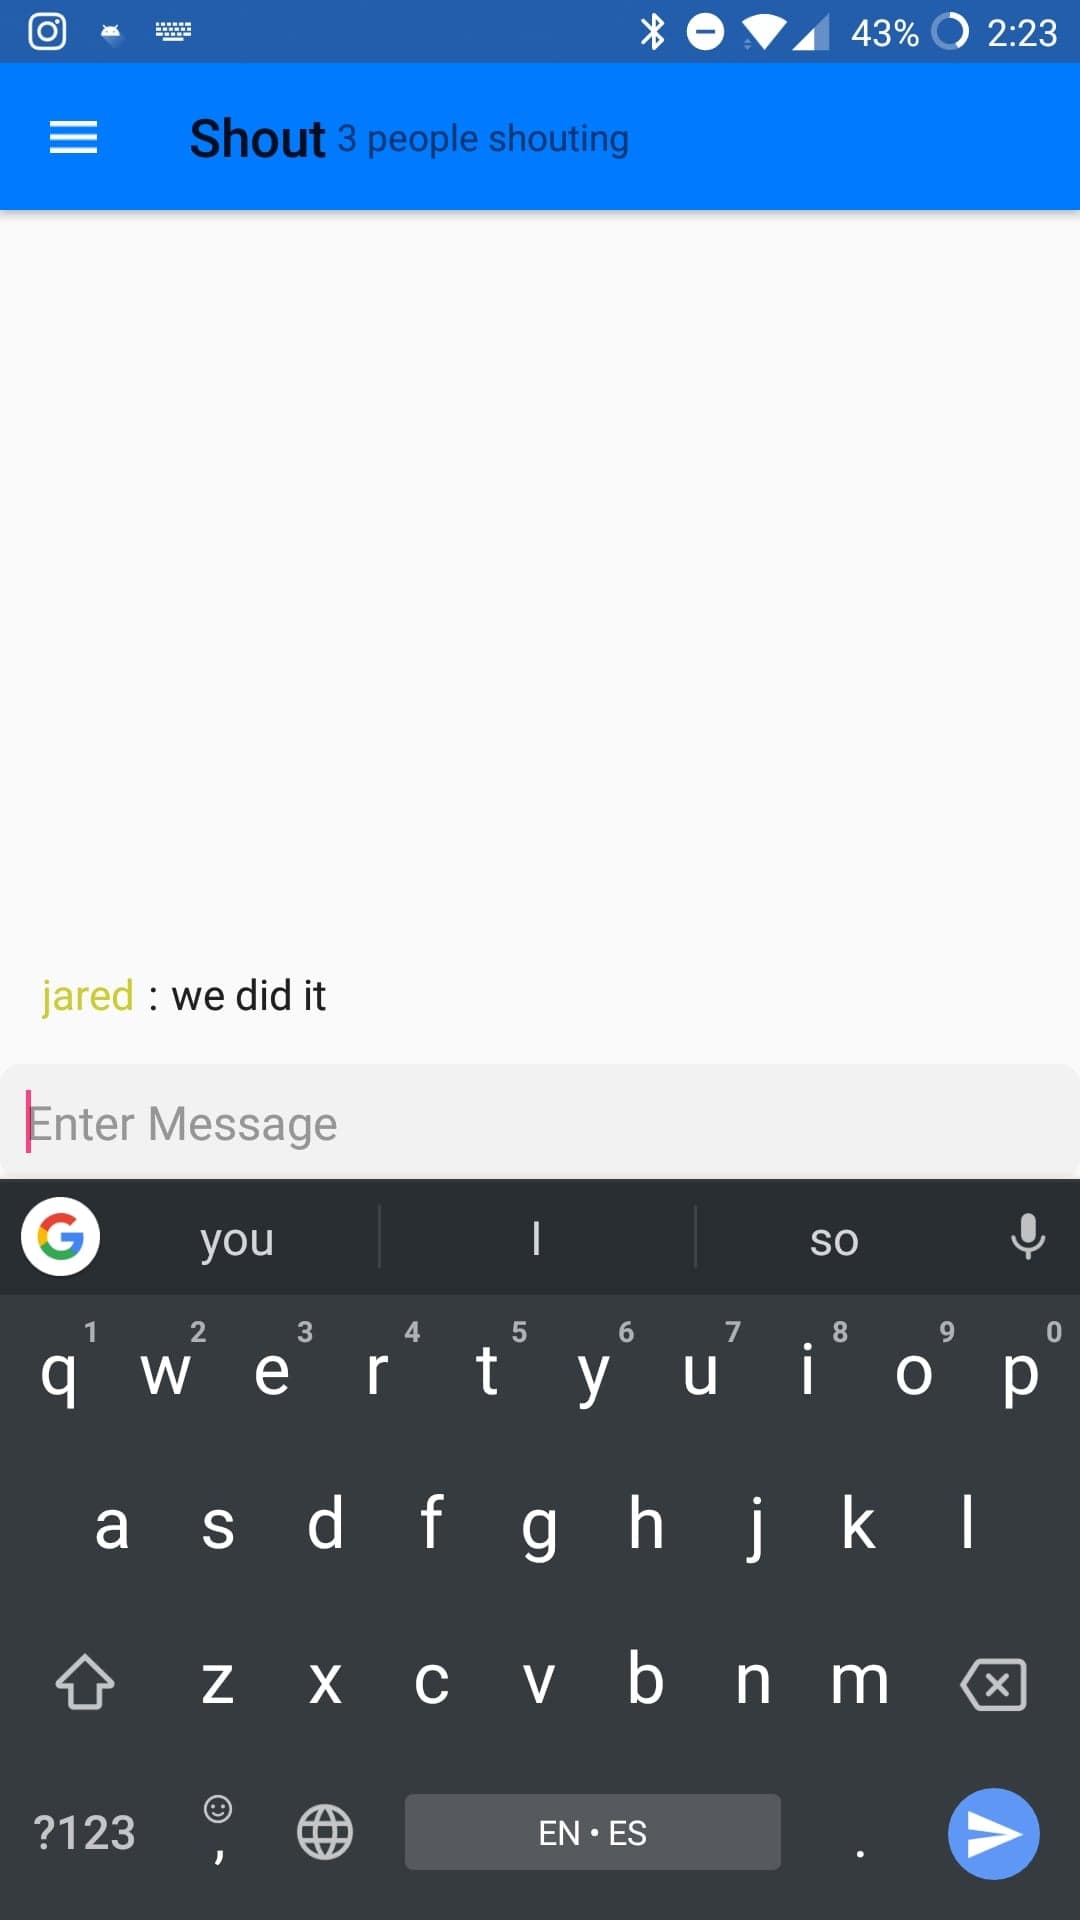 43% 2:23
Shout 3 people shouting
jared : we did it
Enter Message
you I so
1 2 3 4 5 6 7 8 9 0
q w e r t y u i o p
a s d f g h j k l
z x c v b n m
?123 , EN • ES .